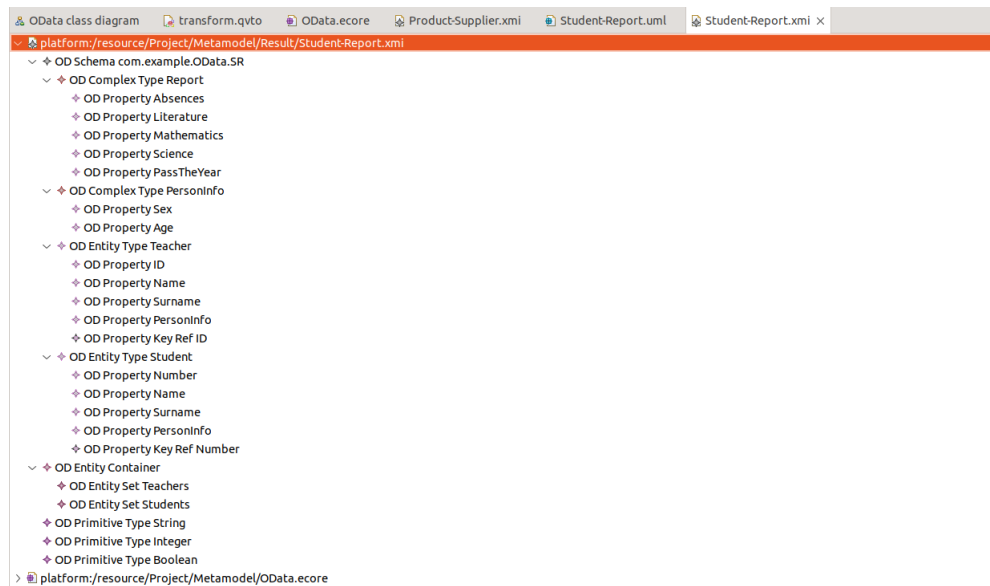 OData class diagram transform.qvto OData.ecore Product-Supplier.xmi Student-Report.uml Student-Report.xmi ×
platform:/resource/Project/Metamodel/Result/Student-Report.xmi
OD Schema com.example.OData.SR
OD Complex Type Report
OD Property Absences
OD Property Literature
OD Property Mathematics
OD Property Science
OD Property PassTheYear
OD Complex Type PersonInfo
OD Property Sex
OD Property Age
OD Entity Type Teacher
OD Property ID
OD Property Name
OD Property Surname
OD Property PersonInfo
OD Property Key Ref ID
OD Entity Type Student
OD Property Number
OD Property Name
OD Property Surname
OD Property PersonInfo
OD Property Key Ref Number
OD Entity Container
OD Entity Set Teachers
OD Entity Set Students
OD Primitive Type String
OD Primitive Type Integer
OD Primitive Type Boolean
platform:/resource/Project/Metamodel/OData.ecore